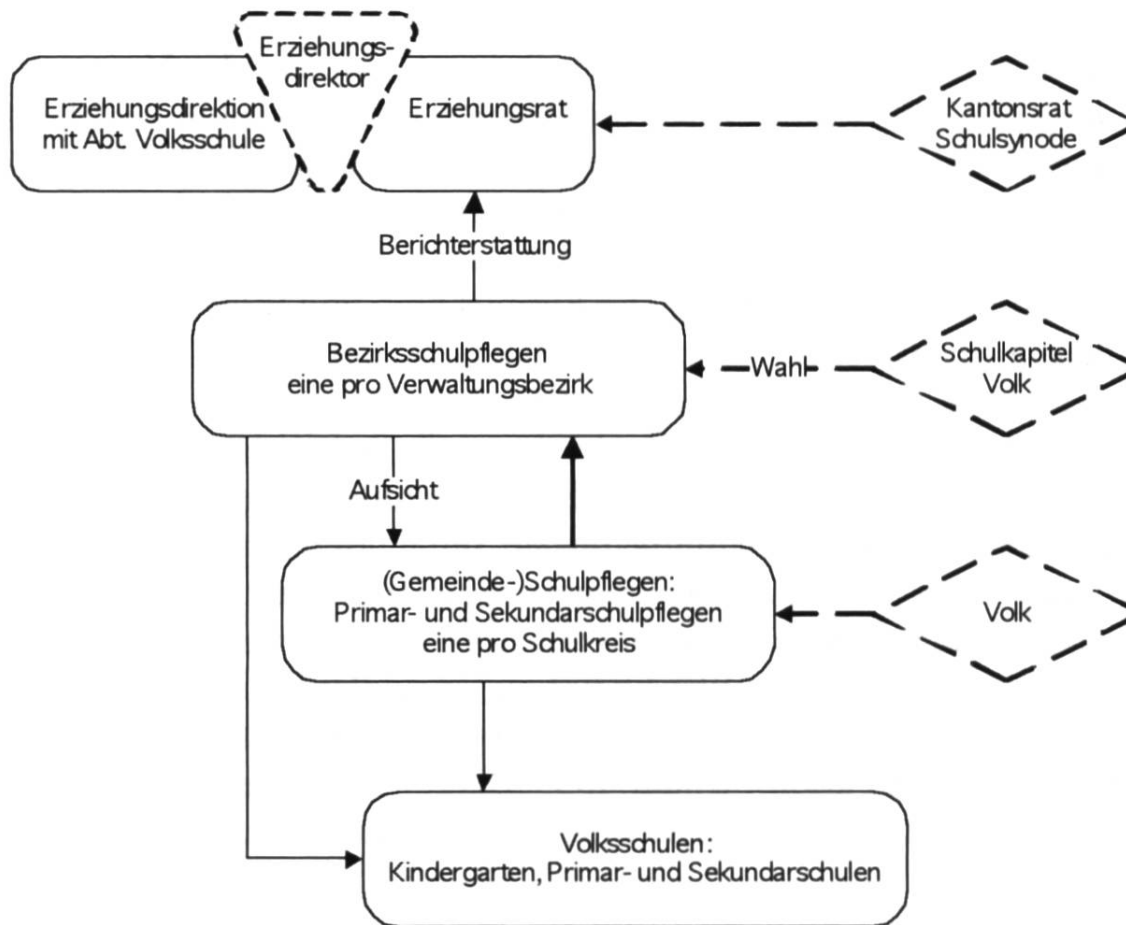 Erziehungs-
direktor
Erziehungsdirektion
mit Abt. Volksschule
Erziehungsrat
Kantonsrat
Schulsynode
Berichterstattung
Bezirksschulpflegen
eine pro Verwaltungsbezirk
Wahl
Schulkapitel
Volk
Aufsicht
(Gemeinde-)Schulpflegen:
Primar- und Sekundarschulpflegen
eine pro Schulkreis
Volk
Volksschulen:
Kindergarten, Primar- und Sekundarschulen